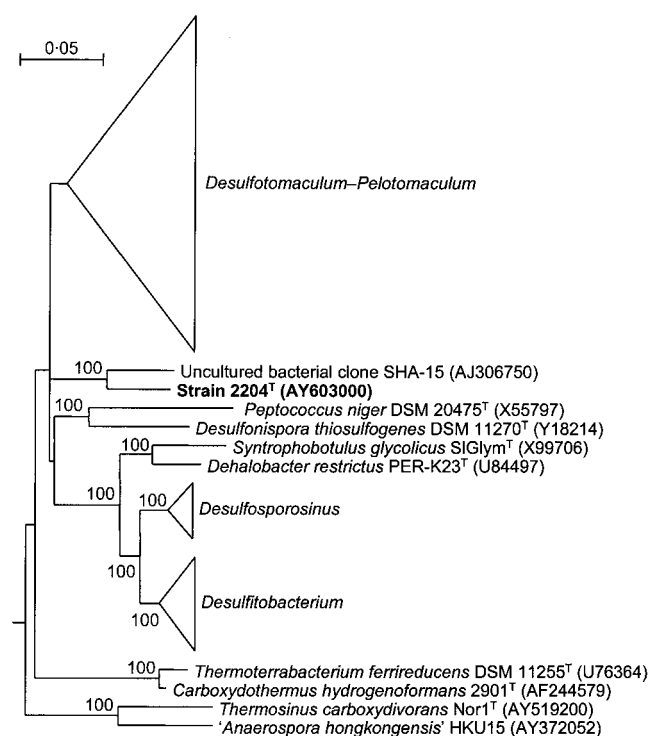 0·05
Desulfotomaculum–Pelotomaculum
100
Uncultured bacterial clone SHA-15 (AJ306750)
Strain 2204ᵀ (AY603000)
100
Peptococcus niger DSM 20475ᵀ (X55797)
Desulfonispora thiosulfogenes DSM 11270ᵀ (Y18214)
100
Syntrophobotulus glycolicus SlGlymᵀ (X99706)
Dehalobacter restrictus PER-K23ᵀ (U84497)
100
100
Desulfosporosinus
100
Desulfitobacterium
100
100
Thermoterrabacterium ferrireducens DSM 11255ᵀ (U76364)
Carboxydothermus hydrogenoformans 2901ᵀ (AF244579)
100
Thermosinus carboxydivorans Nor1ᵀ (AY519200)
'Anaerospora hongkongensis' HKU15 (AY372052)